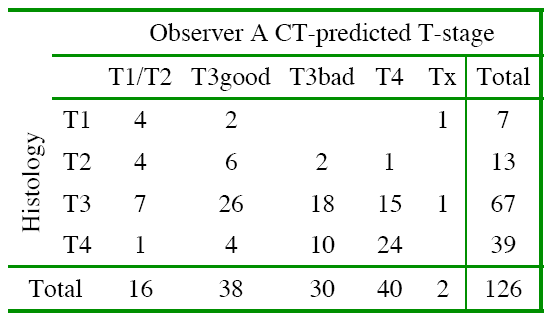 Observer A CT-predicted T-stage
T1/T2 T3good T3bad T4 Tx Total
Histology
T1 4 2 1 7
T2 4 6 2 1 13
T3 7 26 18 15 1 67
T4 1 4 10 24 39
Total 16 38 30 40 2 126